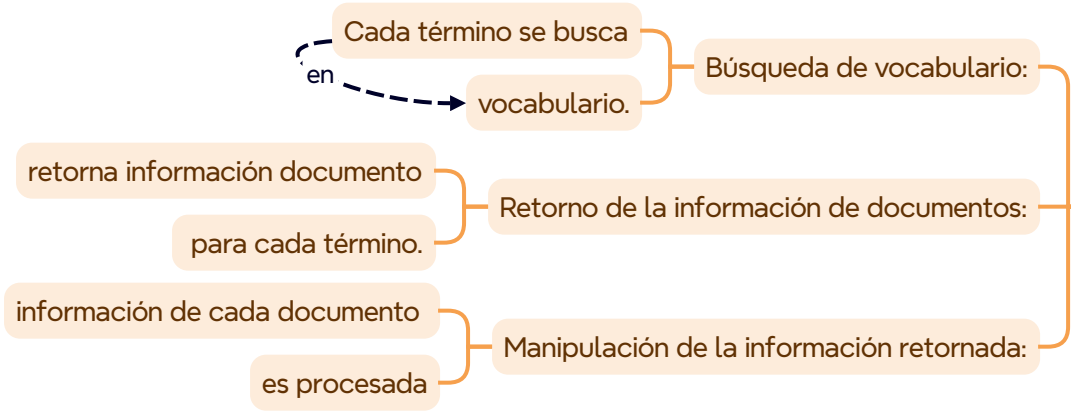 Cada término se busca
en
vocabulario.
Búsqueda de vocabulario:
retorna información documento
para cada término.
Retorno de la información de documentos:
información de cada documento
es procesada
Manipulación de la información retornada: